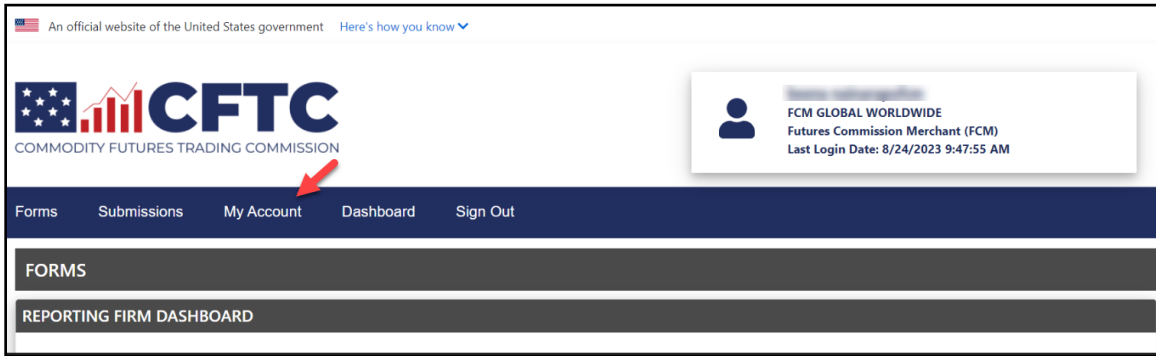 An official website of the United States government Here's how you know
CFTC
COMMODITY FUTURES TRADING COMMISSION
FCM GLOBAL WORLDWIDE
Futures Commission Merchant (FCM)
Last Login Date: 8/24/2023 9:47:55 AM
Forms Submissions My Account Dashboard Sign Out
FORMS
REPORTING FIRM DASHBOARD